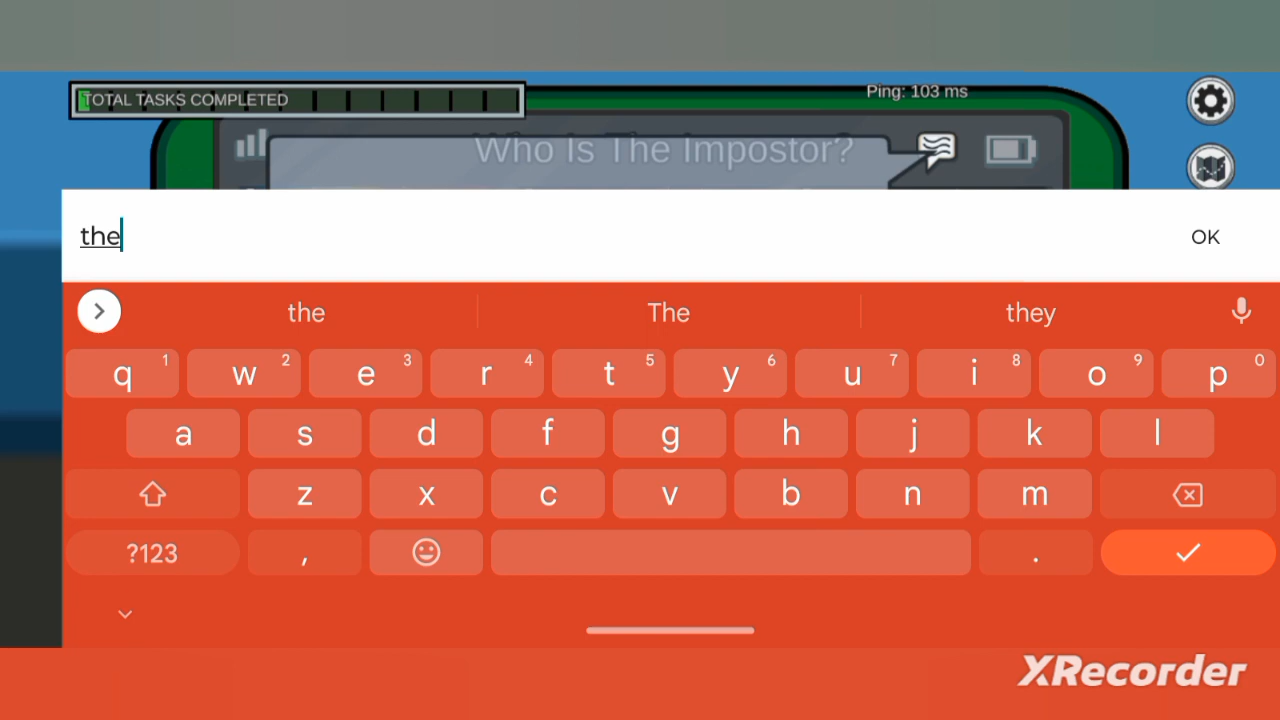 TOTAL TASKS COMPLETED
Ping: 103 ms
Who Is The Impostor?
the
OK
the The they
q 1 w 2 e 3 r 4 t 5 y 6 u 7 i 8 o 9 p 0
a s d f g h j k l
z x c v b n m
?123 , .
XRecorder